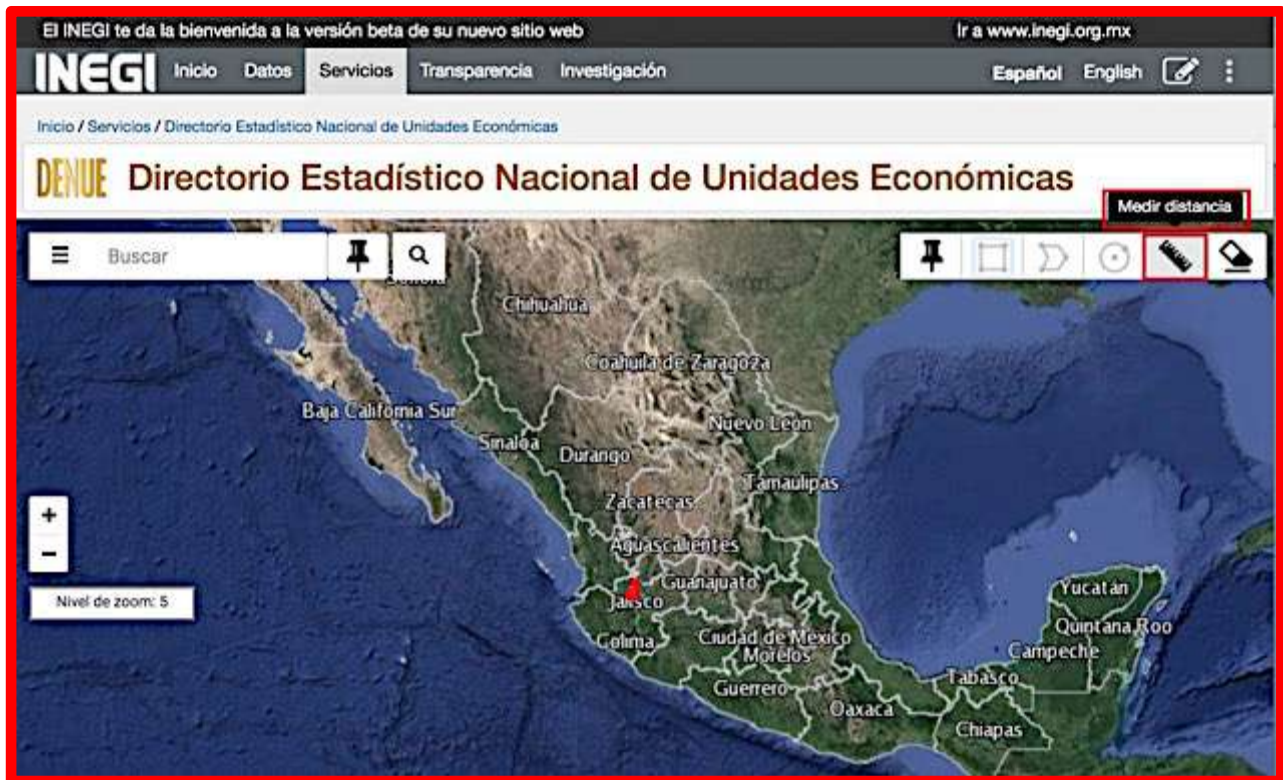 El INEGI te da la bienvenida a la versión beta de su nuevo sitio web Ir a www.inegi.org.mx
INEGI Inicio Datos Servicios Transparencia Investigación Español English
Inicio / Servicios / Directorio Estadístico Nacional de Unidades Económicas
DENUE Directorio Estadístico Nacional de Unidades Económicas
Medir distancia
Buscar
Chihuahua
Coahuila de Zaragoza
Baja California Sur
Nuevo León
Sinaloa
Durango
Tamaulipas
Zacatecas
+
Aguascalientes
−
Guanajuato
Yucatán
Nivel de zoom: 5
Jalisco
Quintana Roo
Colima
Ciudad de México
Campeche
Morelos
Tabasco
Guerrero
Oaxaca
Chiapas